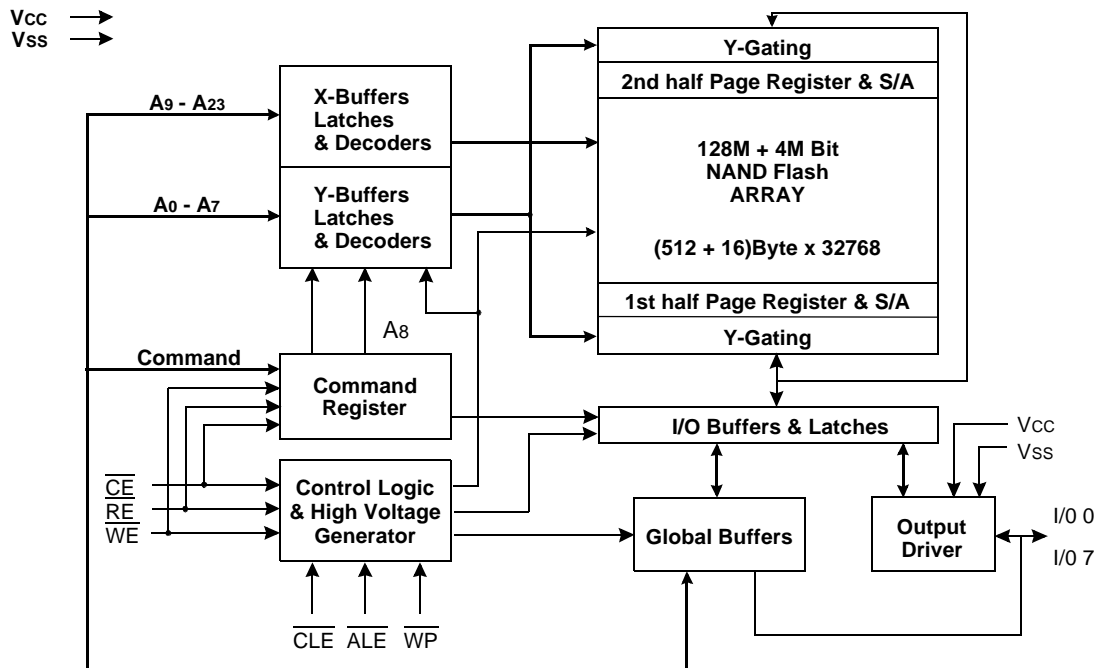 VCC
VSS
A9 - A23
X-Buffers
Latches
& Decoders
A0 - A7
Y-Buffers
Latches
& Decoders
Y-Gating
2nd half Page Register & S/A
128M + 4M Bit
NAND Flash
ARRAY
(512 + 16)Byte x 32768
1st half Page Register & S/A
Y-Gating
A8
Command
Command
Register
I/O Buffers & Latches
VCC
VSS
CE
RE
WE
Control Logic
& High Voltage
Generator
Global Buffers
Output
Driver
I/0 0
I/0 7
CLE
ALE
WP